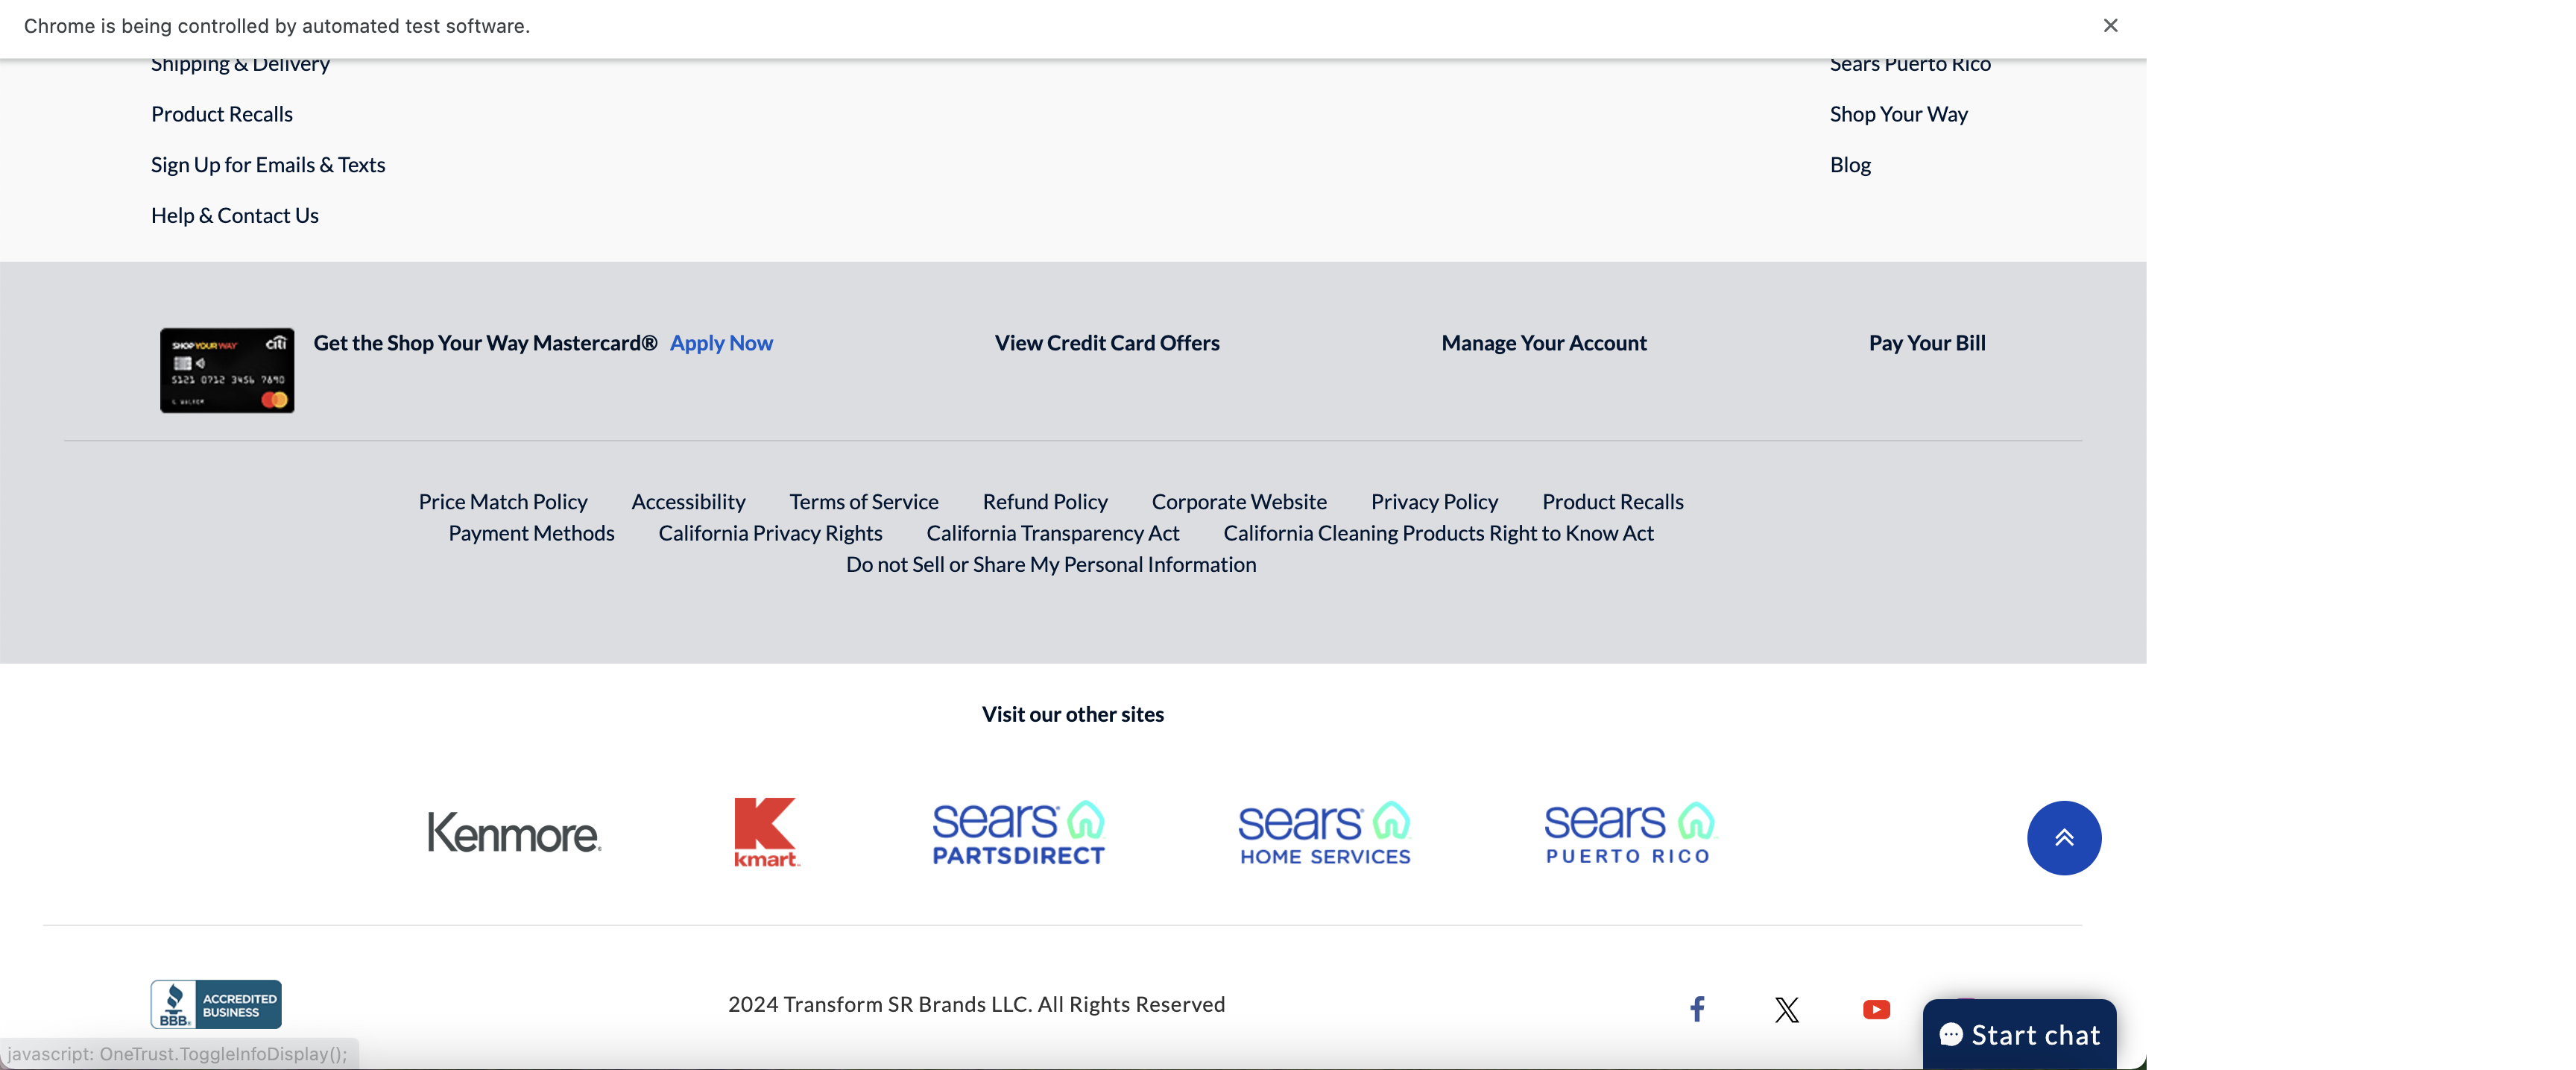 Chrome is being controlled by automated test software.
Shipping & Delivery
Sears Puerto Rico
Product Recalls
Shop Your Way
Sign Up for Emails & Texts
Blog
Help & Contact Us
SHOP YOUR WAY citi
5121 0712 3456 7890
Get the Shop Your Way Mastercard® Apply Now
View Credit Card Offers
Manage Your Account
Pay Your Bill
Price Match Policy Accessibility Terms of Service Refund Policy Corporate Website Privacy Policy Product Recalls
Payment Methods California Privacy Rights California Transparency Act California Cleaning Products Right to Know Act
Do not Sell or Share My Personal Information
Visit our other sites
Kenmore
kmart
sears PARTSDIRECT
sears HOME SERVICES
sears PUERTO RICO
BBB. ACCREDITED BUSINESS
2024 Transform SR Brands LLC. All Rights Reserved
Start chat
javascript: OneTrust.ToggleInfoDisplay();